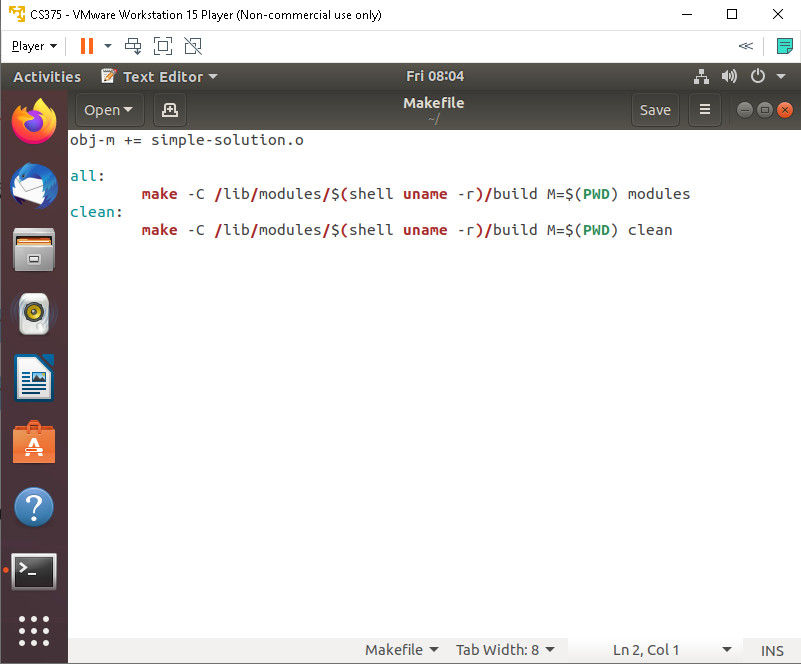 CS375 - VMware Workstation 15 Player (Non-commercial use only)
Player
Activities Text Editor Fri 08:04
Open Makefile Save
~/
obj-m += simple-solution.o
all:
make -C /lib/modules/$(shell uname -r)/build M=$(PWD) modules
clean:
make -C /lib/modules/$(shell uname -r)/build M=$(PWD) clean
Makefile Tab Width: 8 Ln 2, Col 1 INS